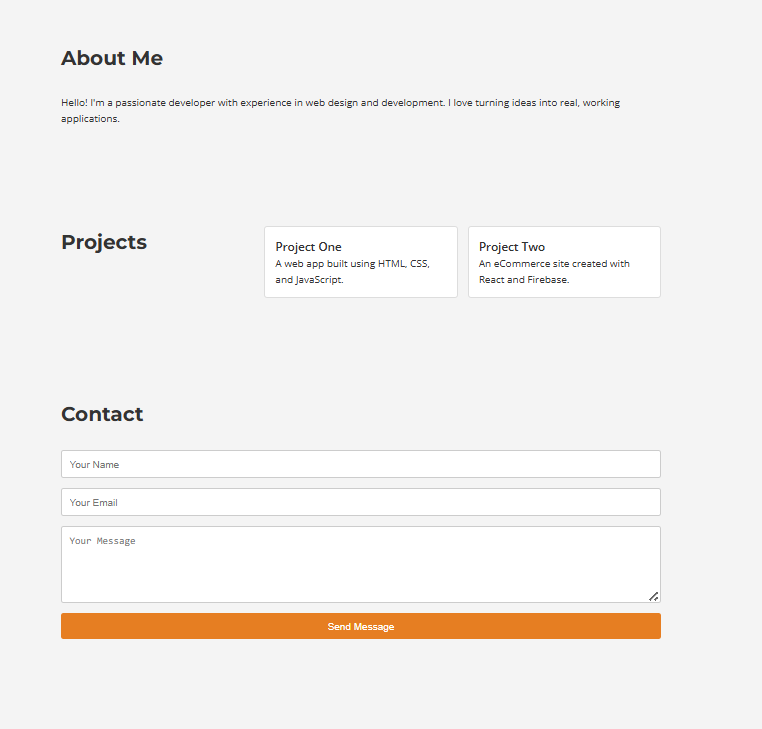 About Me
Hello! I'm a passionate developer with experience in web design and development. I love turning ideas into real, working
applications.
Projects
Project One
A web app built using HTML, CSS,
and JavaScript.
Project Two
An eCommerce site created with
React and Firebase.
Contact
Your Name
Your Email
Your Message
Send Message